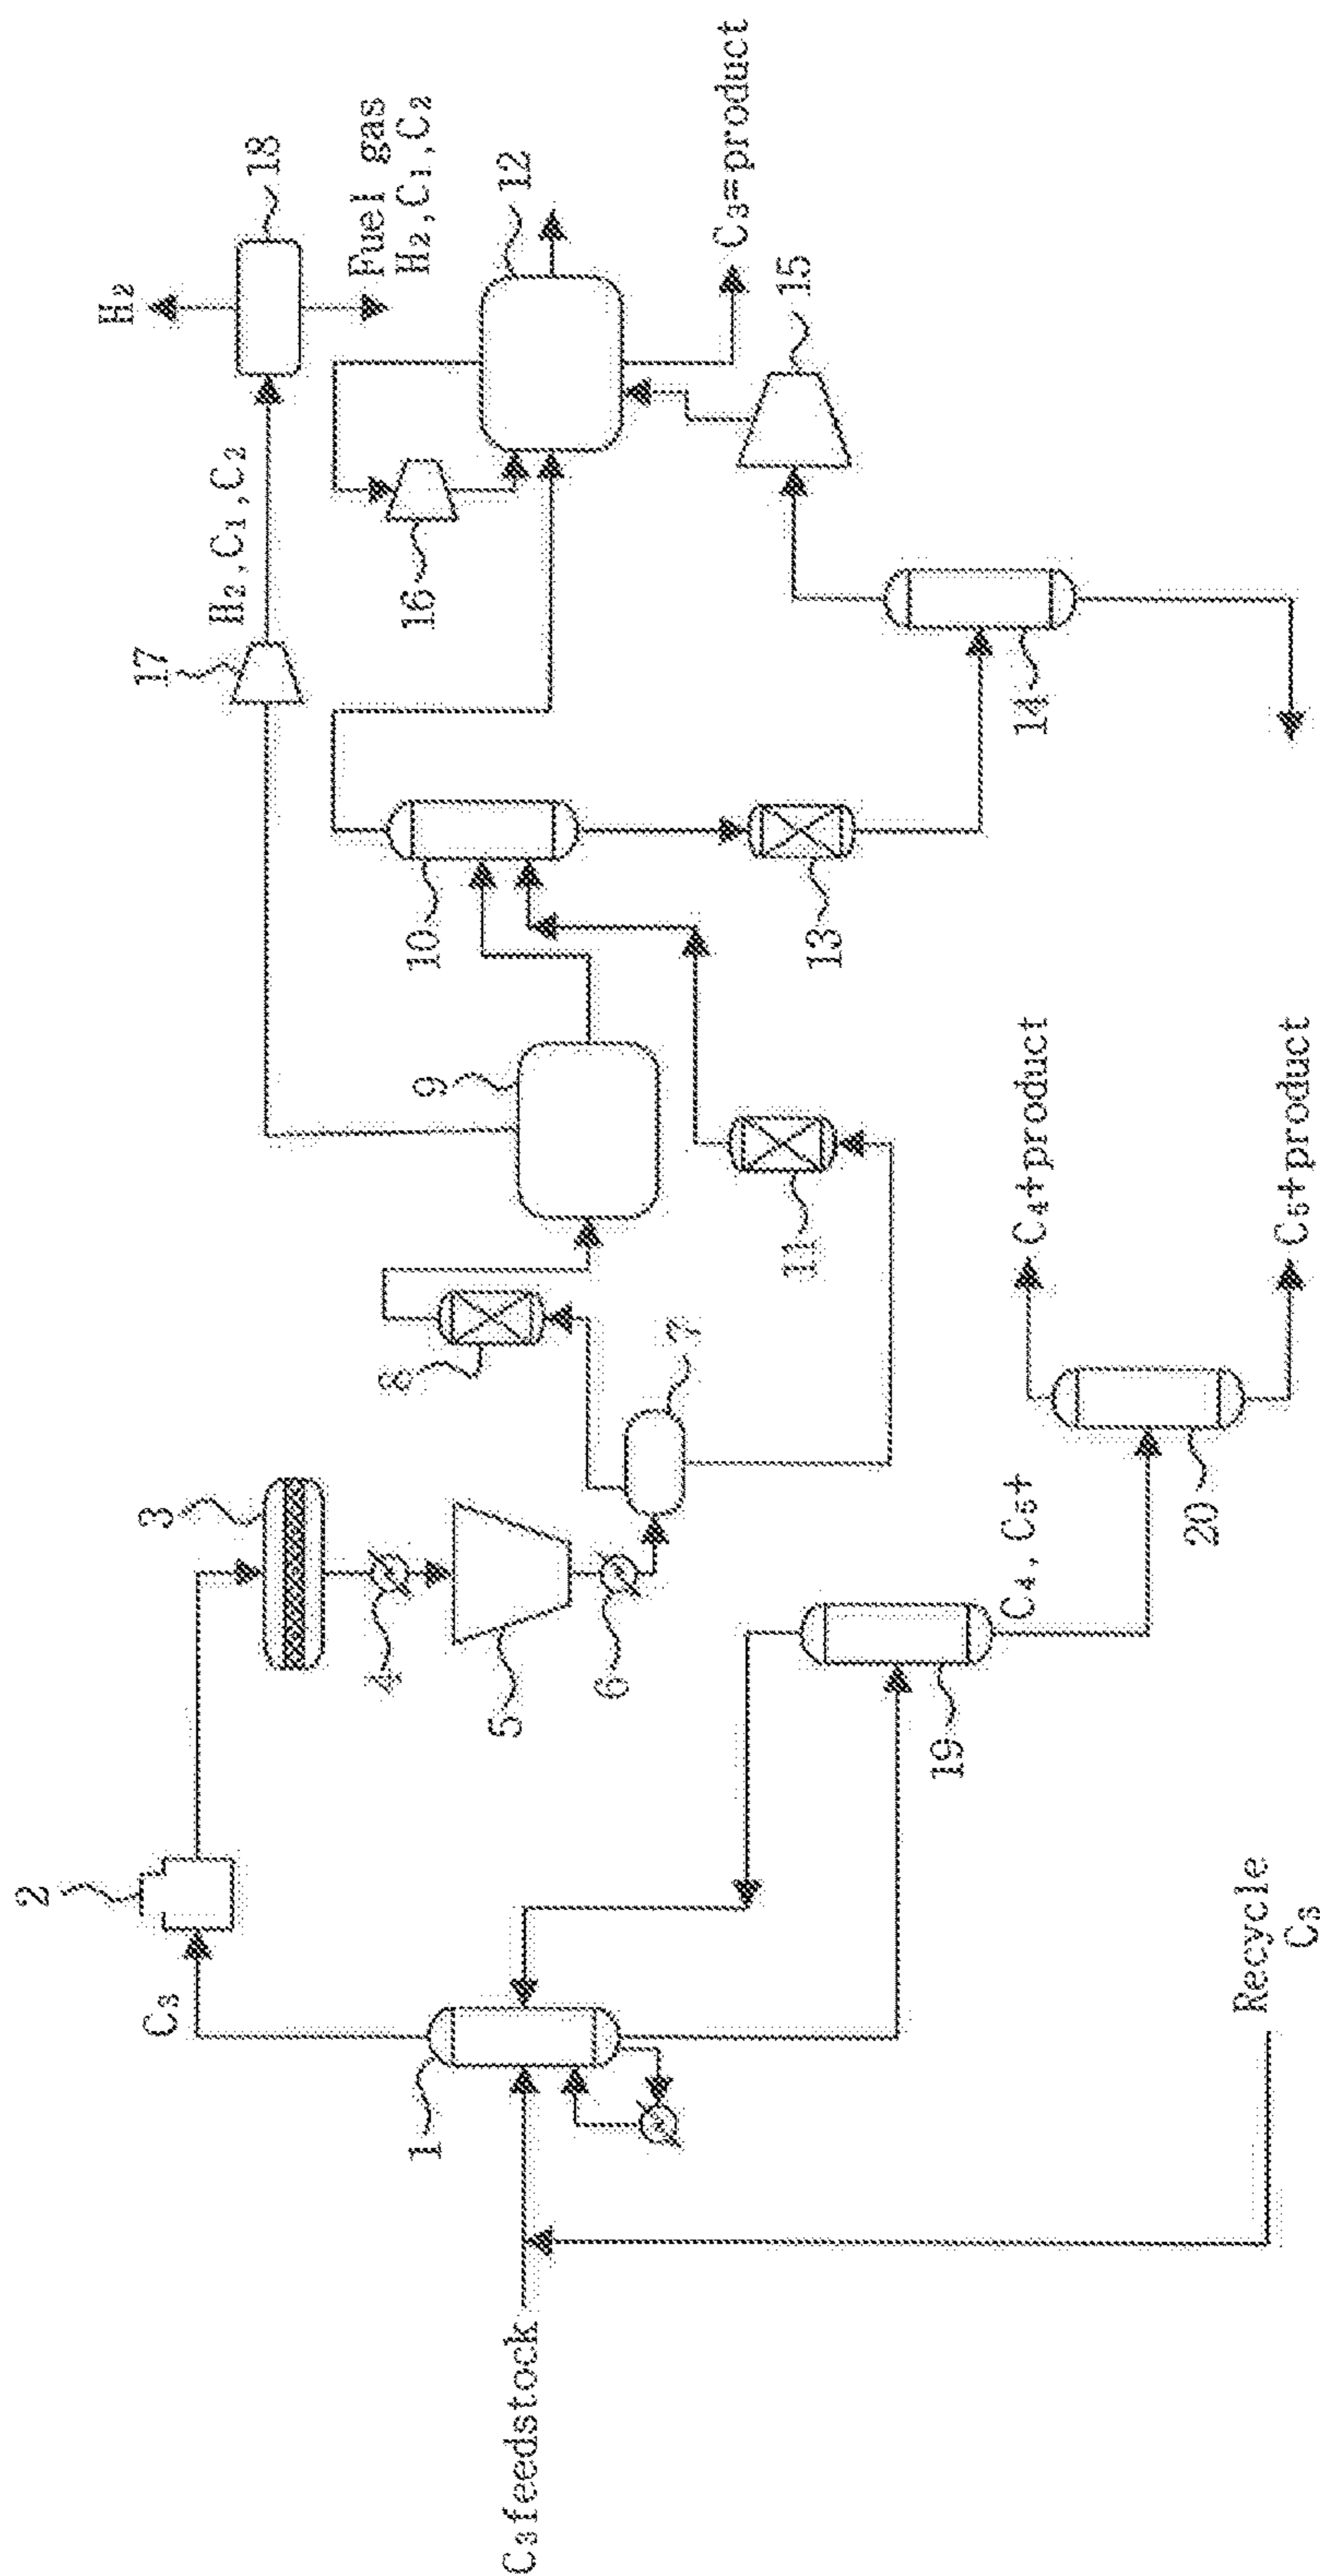 H₂
18
Fuel gas
H₂,C₁,C₂
17
H₂,C₁,C₂
12
C₃=product
15
16
10
14
13
9
11
8
7
3
4
5
6
2
C₃
1
C₃feedstock
19
C₄,C₅+
20
C₄+product
C₅+product
Recycle
C₃